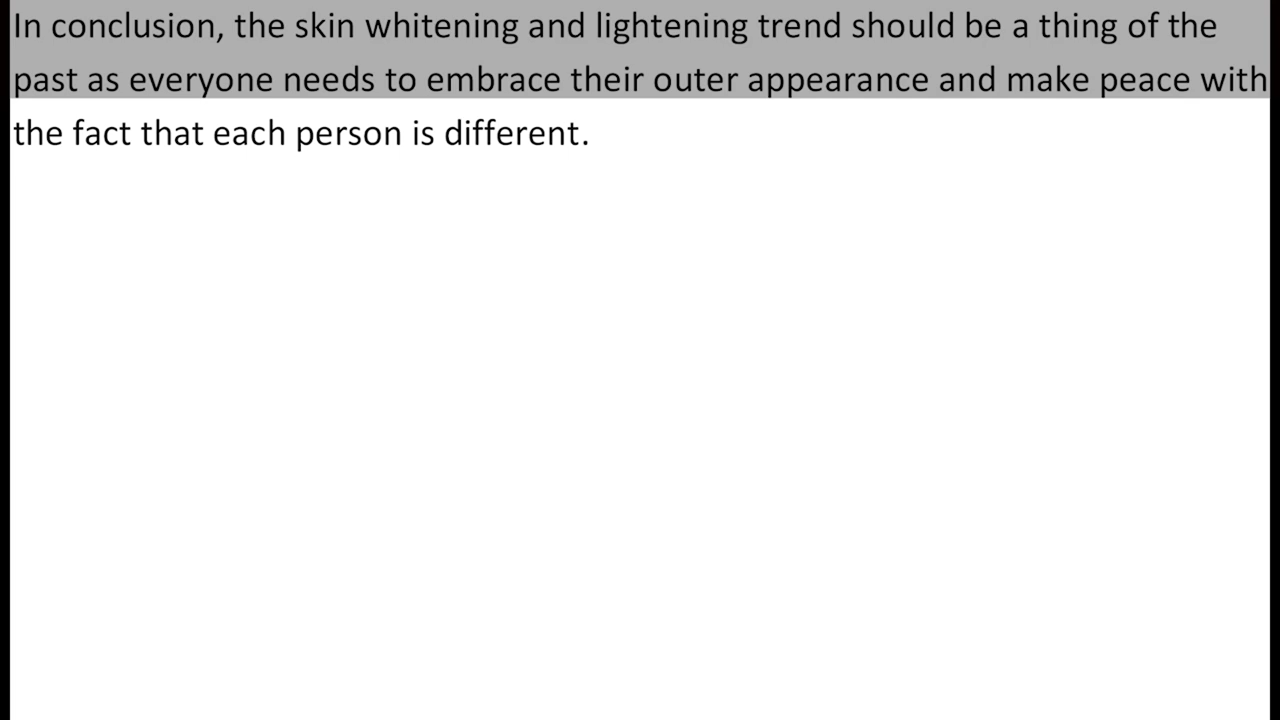 In conclusion, the skin whitening and lightening trend should be a thing of the
past as everyone needs to embrace their outer appearance and make peace with
the fact that each person is different.